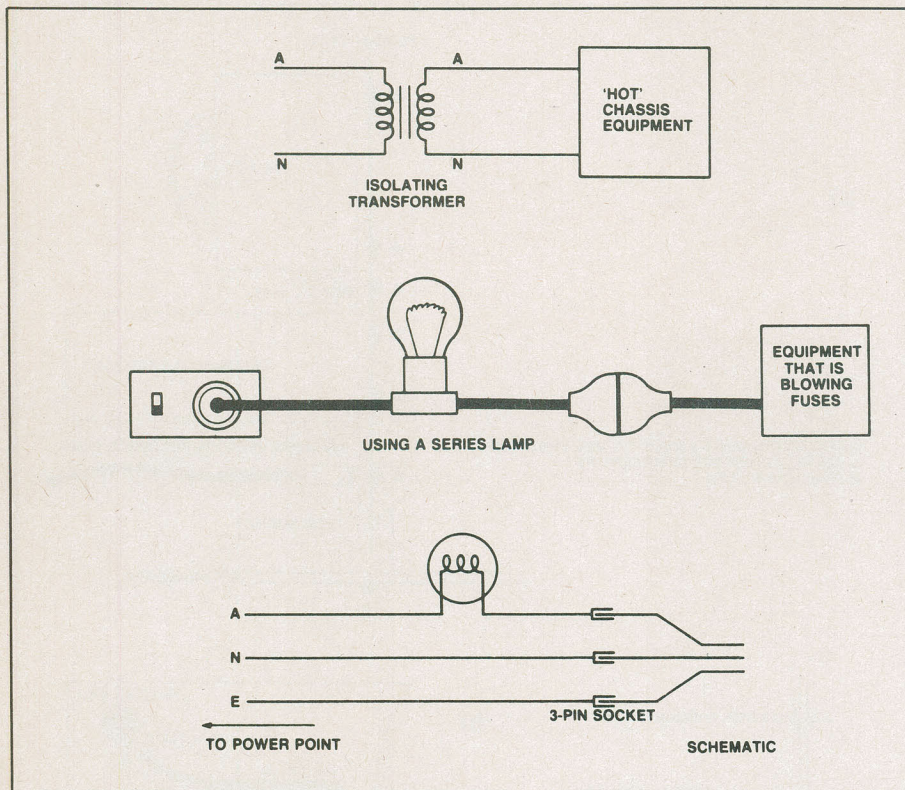 A
A
'HOT'
CHASSIS
EQUIPMENT
N
N
ISOLATING
TRANSFORMER
EQUIPMENT
THAT IS
BLOWING
FUSES
USING A SERIES LAMP
A
N
E
3-PIN SOCKET
TO POWER POINT
SCHEMATIC